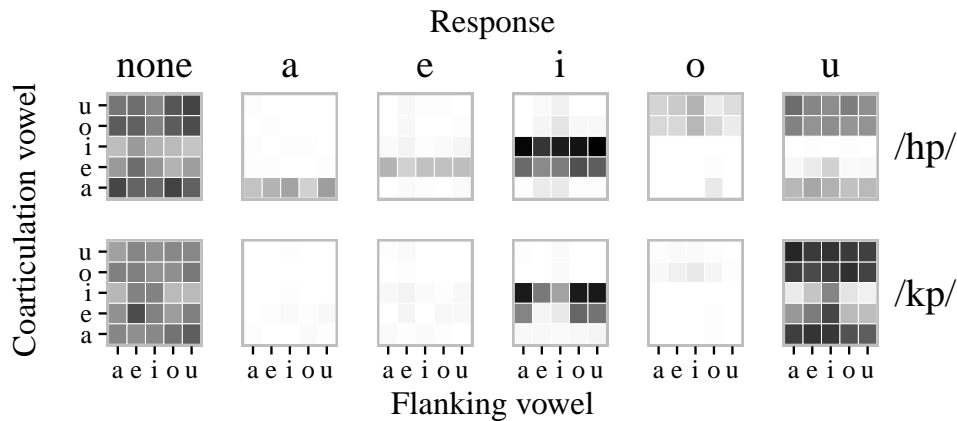 Response
none a e i o u
Coarticulation vowel
u
o
i
e
a
/hp/
u
o
i
e
a
/kp/
a e i o u a e i o u a e i o u a e i o u a e i o u a e i o u
Flanking vowel